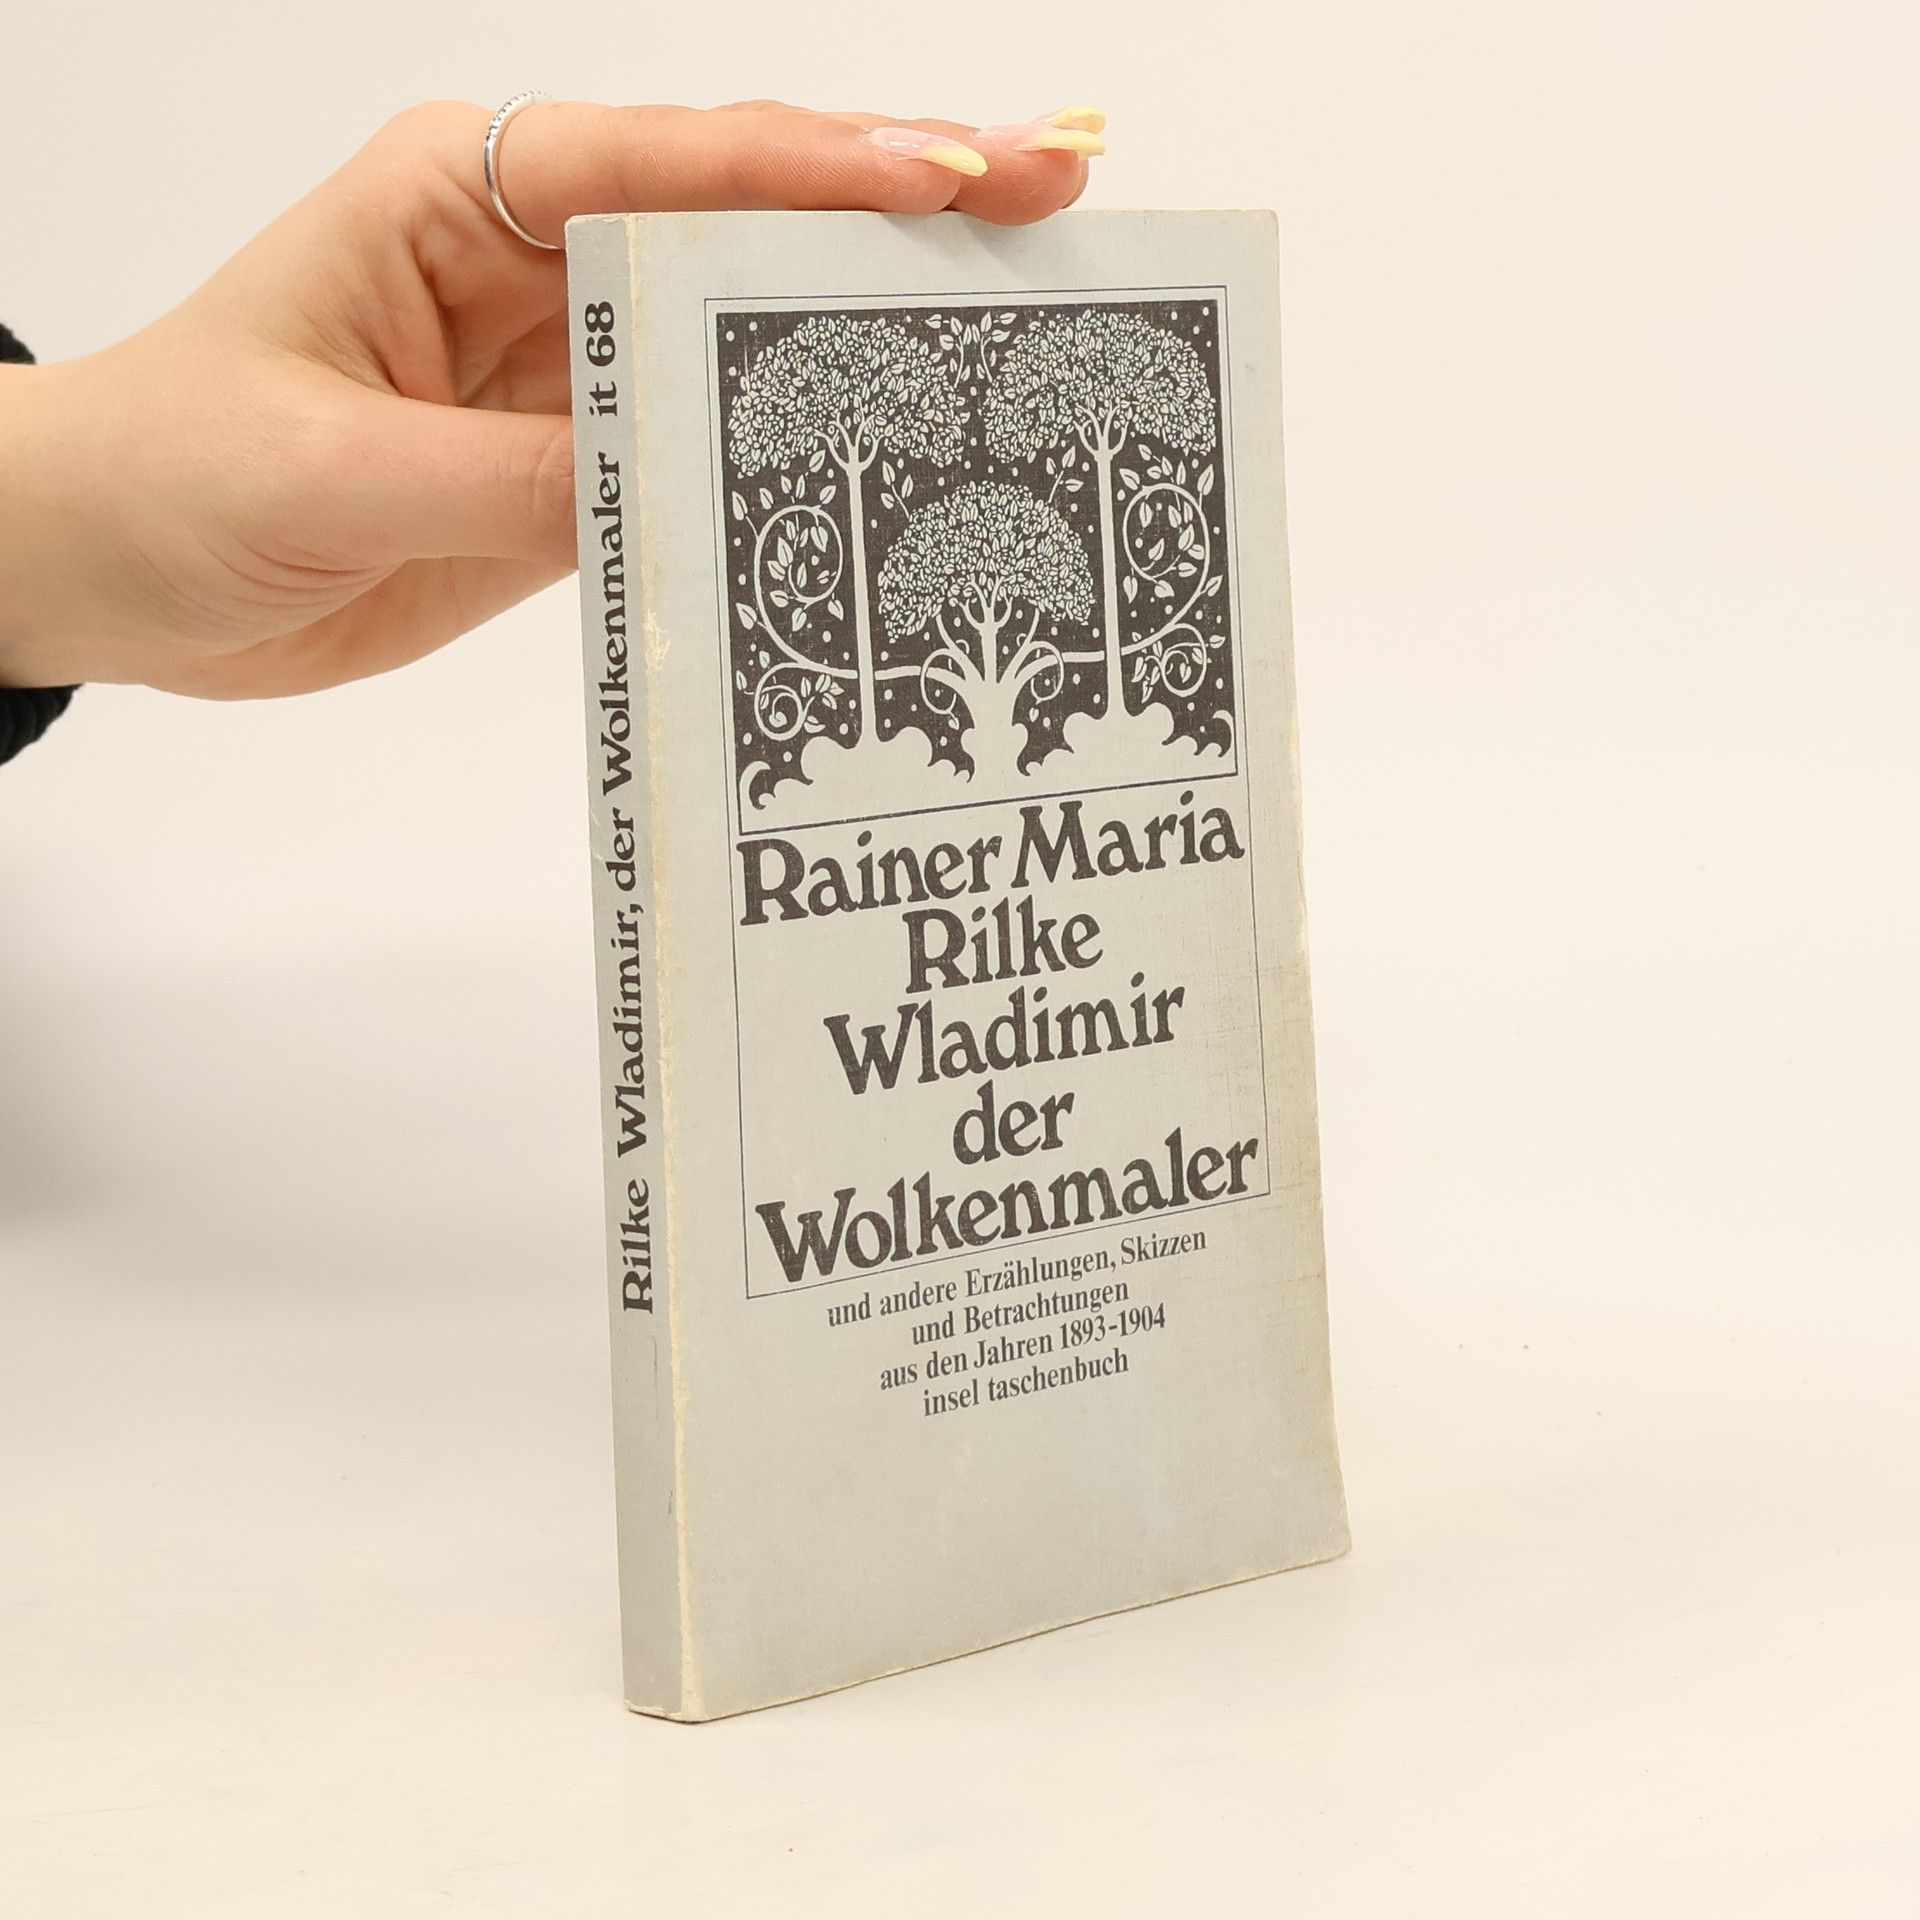 Rilke Wladimir, der Wolkenmaler it 68
Rainer Maria
Rilke
Wladimir
der
Wolkenmaler
und andere Erzählungen, Skizzen
und Betrachtungen
aus den Jahren 1893-1904
insel taschenbuch